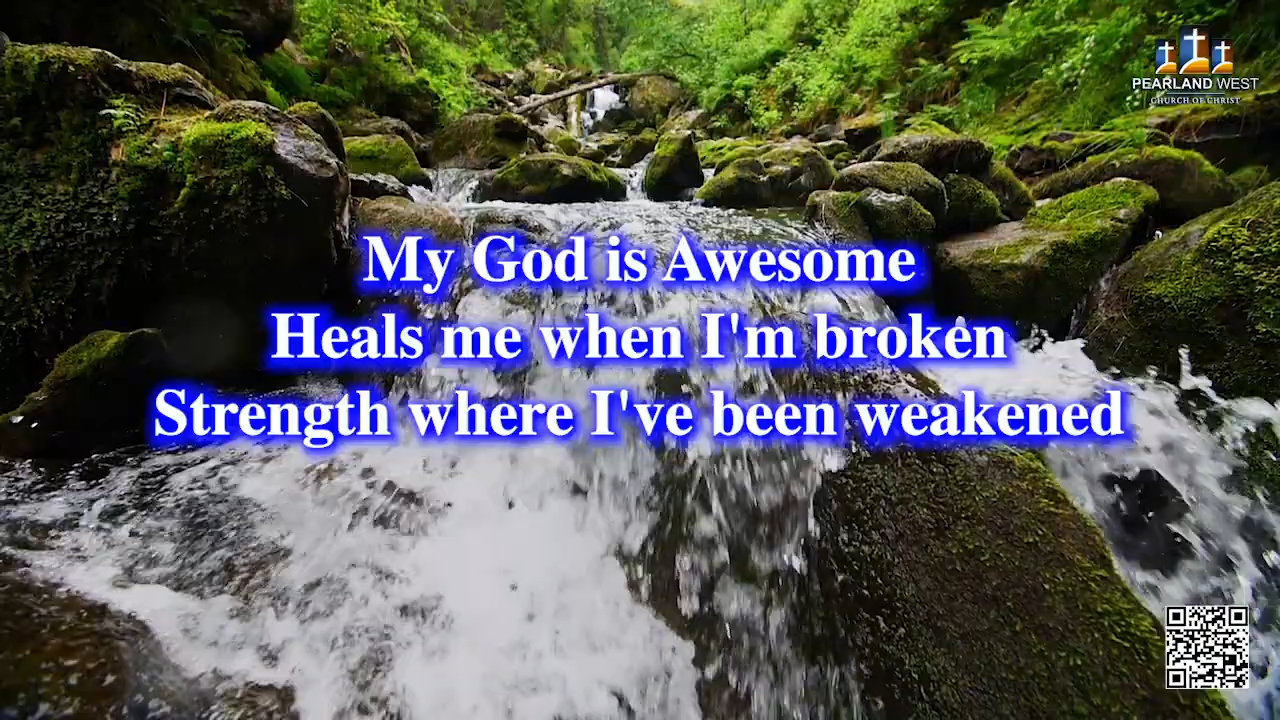 PEARLAND WEST
CHURCH OF CHRIST
My God is Awesome
Heals me when I'm broken
Strength where I've been weakened